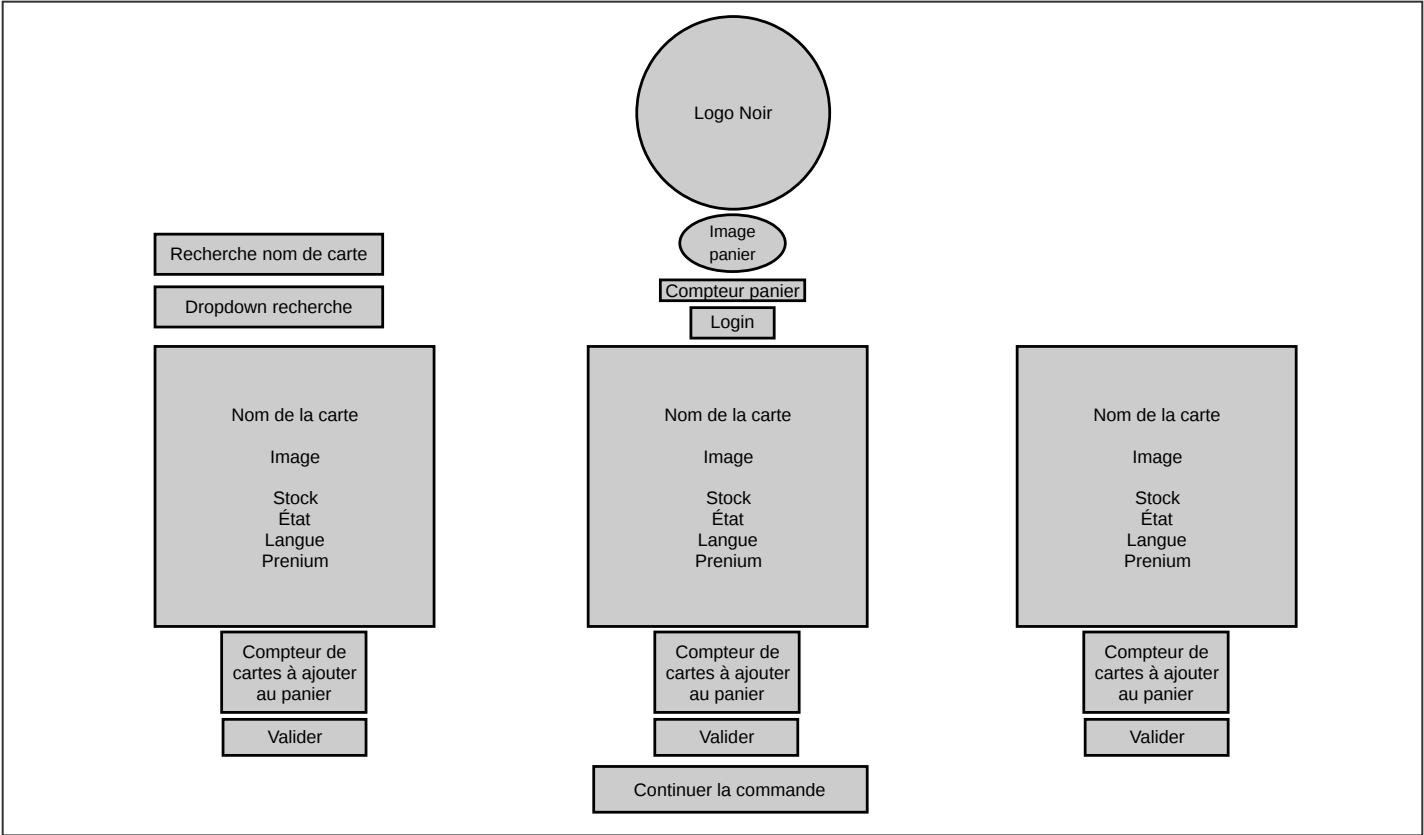 Logo Noir
Image
panier
Recherche nom de carte
Compteur panier
Dropdown recherche
Login
Nom de la carte
Image
Stock
État
Langue
Prenium
Compteur de
cartes à ajouter
au panier
Valider
Nom de la carte
Image
Stock
État
Langue
Prenium
Compteur de
cartes à ajouter
au panier
Valider
Nom de la carte
Image
Stock
État
Langue
Prenium
Compteur de
cartes à ajouter
au panier
Valider
Continuer la commande